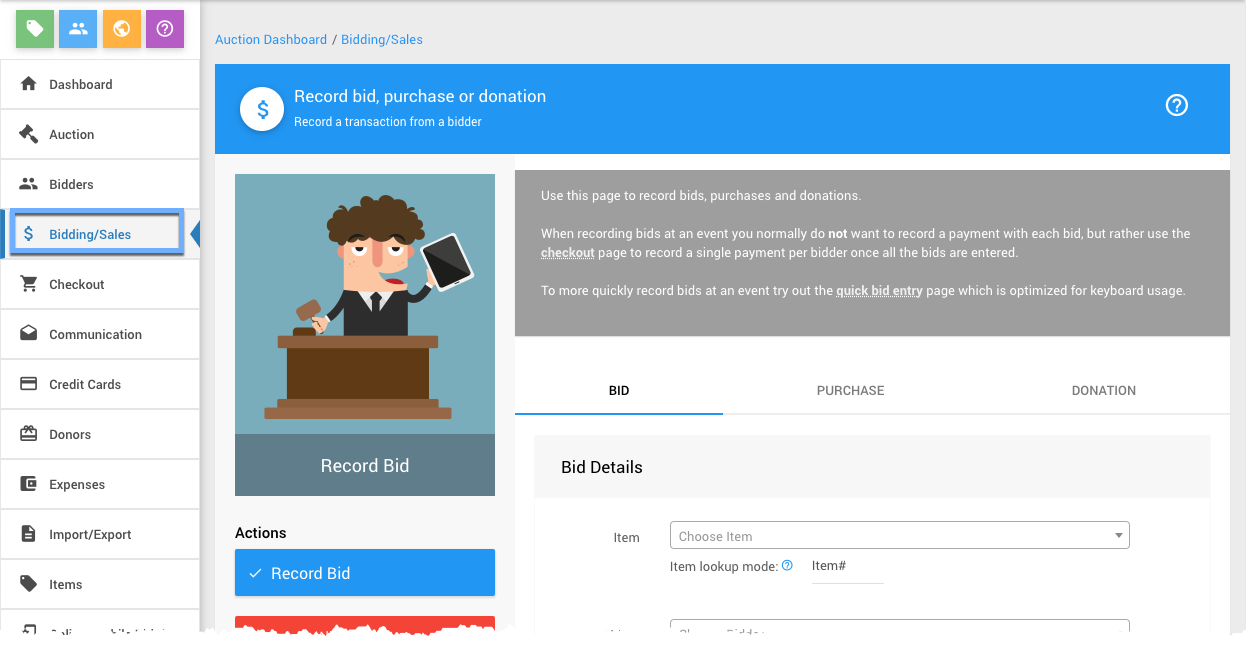 Auction Dashboard / Bidding/Sales
Dashboard
Auction
Bidders
$ Bidding/Sales
Checkout
Communication
Credit Cards
Donors
Expenses
Import/Export
Items
$
Record bid, purchase or donation
Record a transaction from a bidder
?
Record Bid
Actions
Record Bid
Use this page to record bids, purchases and donations.
When recording bids at an event you normally do not want to record a payment with each bid, but rather use the
checkout page to record a single payment per bidder once all the bids are entered.
To more quickly record bids at an event try out the quick bid entry page which is optimized for keyboard usage.
BID
PURCHASE
DONATION
Bid Details
Item
Choose Item
Item lookup mode: ?
Item#